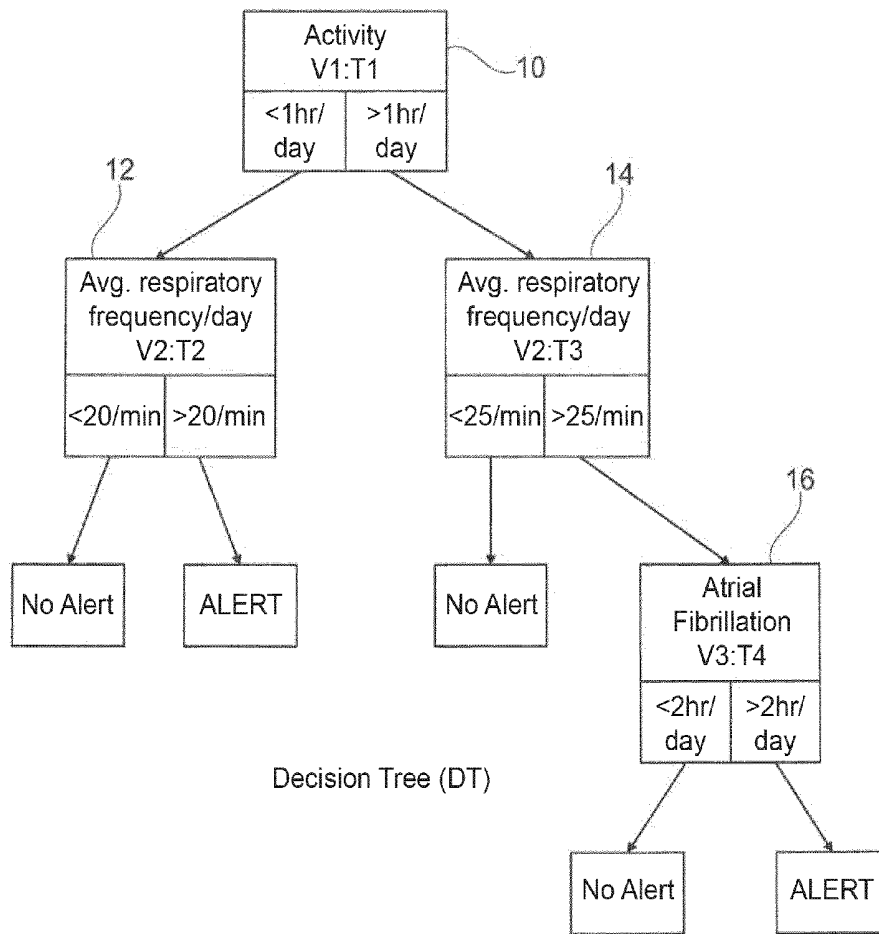 Activity
V1:T1
10
<1hr/
day
>1hr/
day
12
14
Avg. respiratory
frequency/day
V2:T2
<20/min
>20/min
Avg. respiratory
frequency/day
V2:T3
<25/min
>25/min
16
No Alert
ALERT
No Alert
Atrial
Fibrillation
V3:T4
<2hr/
day
>2hr/
day
Decision Tree (DT)
No Alert
ALERT